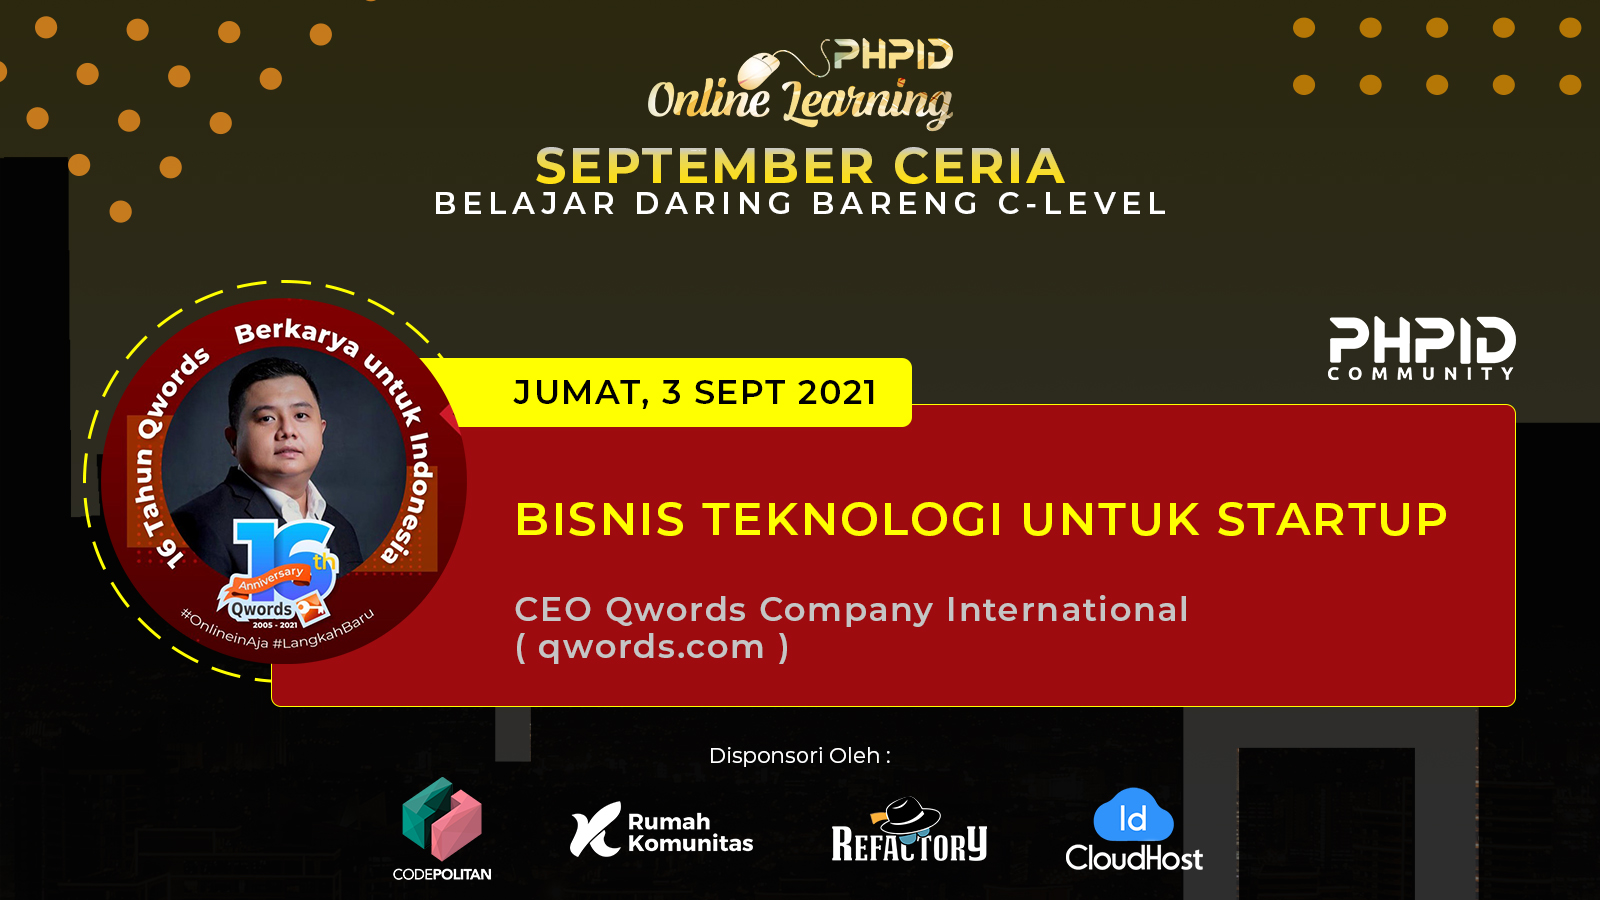 PHPID
Online Learning
SEPTEMBER CERIA
BELAJAR DARING BARENG C-LEVEL
PHPID
COMMUNITY
16 Tahun Qwords Berkarya untuk Indonesia
16th
Anniversary
Qwords
2005 - 2021
#OnlineinAja #LangkahBaru
JUMAT, 3 SEPT 2021
BISNIS TEKNOLOGI UNTUK STARTUP
CEO Qwords Company International
( qwords.com )
Disponsori Oleh :
CODEPOLITAN
Rumah
Komunitas
REFACTORY
Id
CloudHost